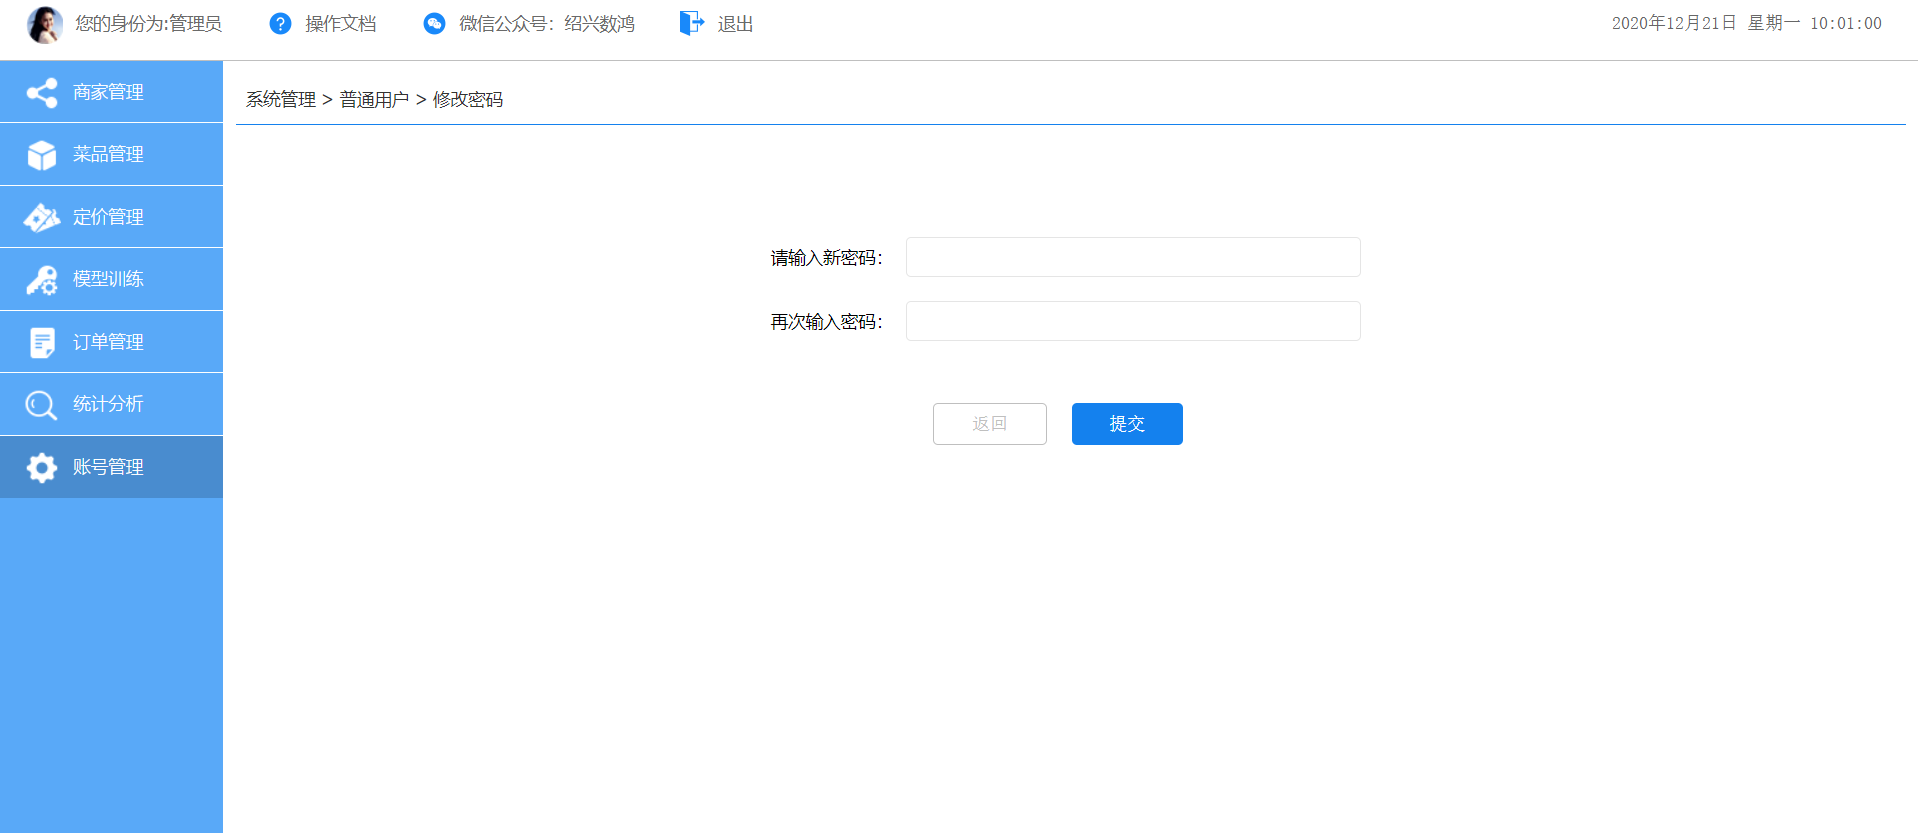 您的身份为:管理员
操作文档
微信公众号：绍兴数鸿
退出
2020年12月21日 星期一 10:01:00
商家管理
菜品管理
定价管理
模型训练
订单管理
统计分析
账号管理
系统管理 > 普通用户 > 修改密码
请输入新密码：
再次输入密码：
返回
提交